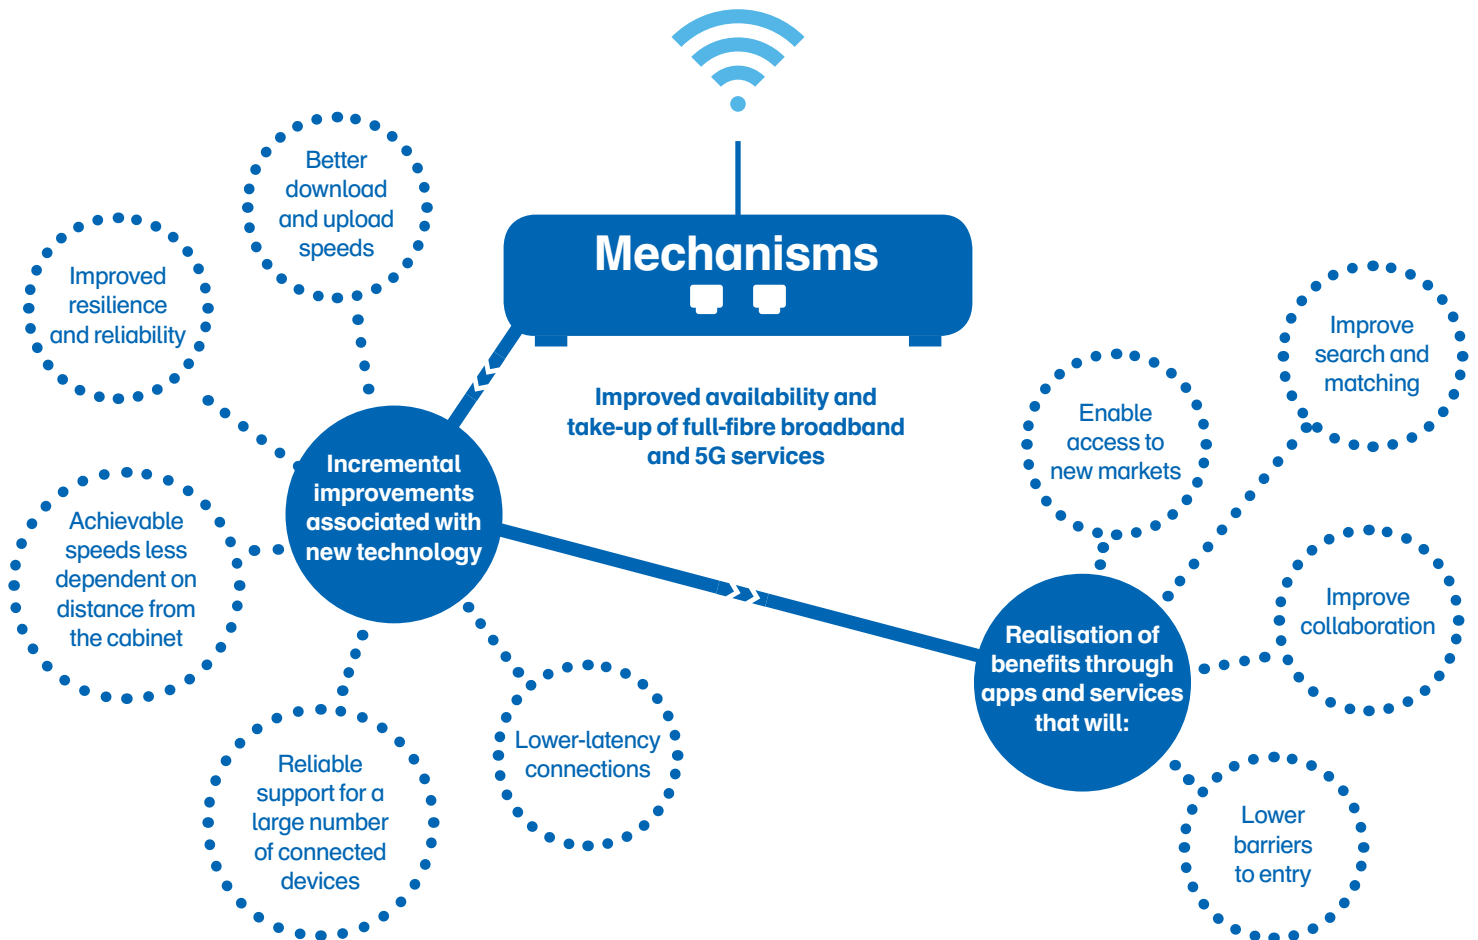 Mechanisms
Improved availability and
take-up of full-fibre broadband
and 5G services
Incremental
improvements
associated with
new technology
Better
download
and upload
speeds
Improved
resilience
and reliability
Achievable
speeds less
dependent on
distance from
the cabinet
Reliable
support for a
large number
of connected
devices
Lower-latency
connections
Realisation of
benefits through
apps and services
that will:
Enable
access to
new markets
Improve
search and
matching
Improve
collaboration
Lower
barriers
to entry